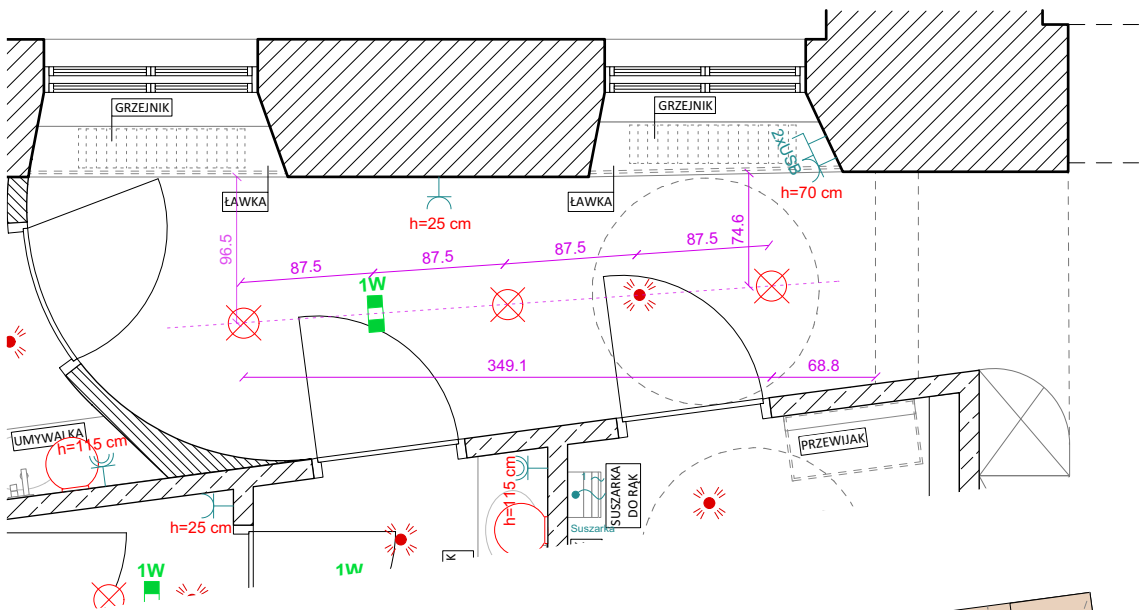 GRZEJNIK
GRZEJNIK
2xUSB
h=70 cm
ŁAWKA
h=25 cm
ŁAWKA
96.5
74.6
87.5
87.5
87.5
87.5
1W
349.1
68.8
UMYWALKA
h=115 cm
PRZEWIJAK
h=115 cm
SUSZARKA
DO RĄK
1
h=25 cm
Suszarka
K
1W
1W